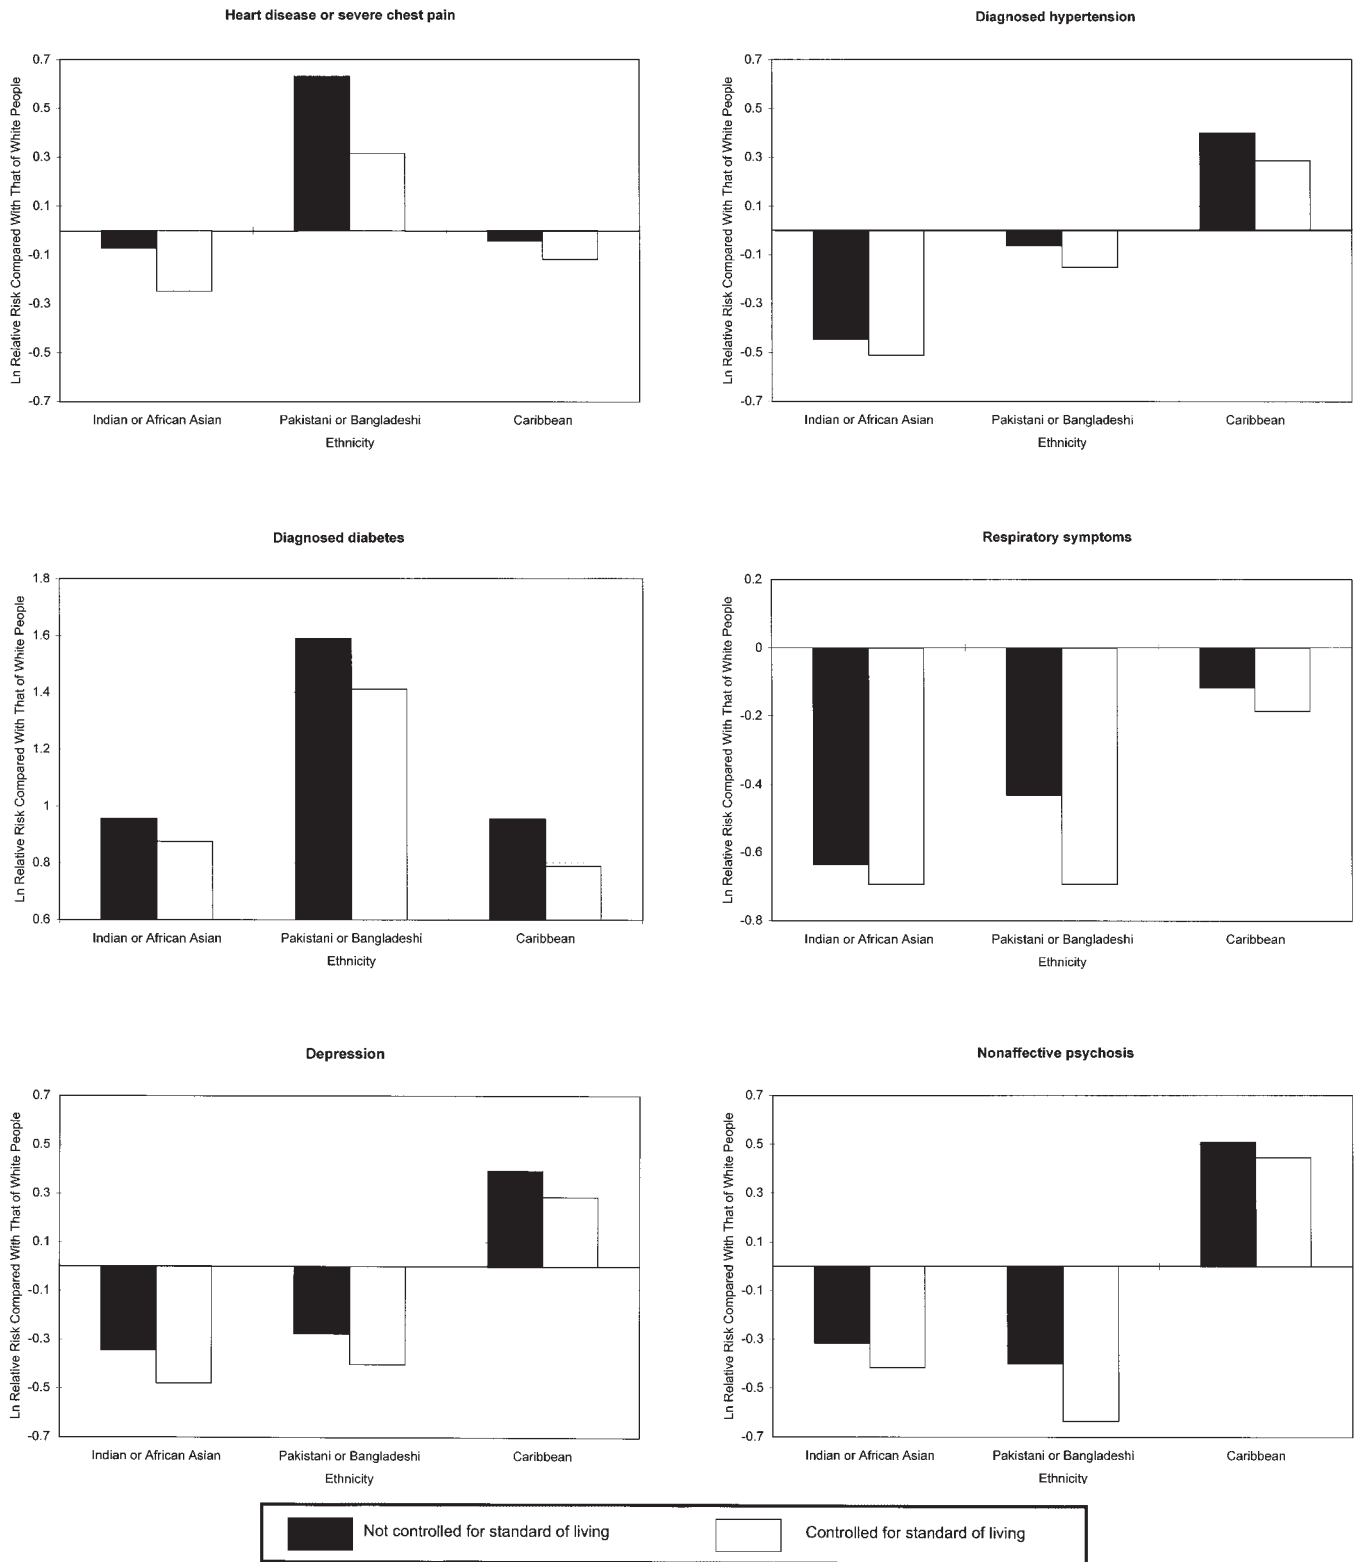 Heart disease or severe chest pain
Ln Relative Risk Compared With That of White People
0.7
0.5
0.3
0.1
-0.1
-0.3
-0.5
-0.7
Indian or African Asian Pakistani or Bangladeshi Caribbean
Ethnicity
Diagnosed hypertension
Ln Relative Risk Compared With That of White People
0.7
0.5
0.3
0.1
-0.1
-0.3
-0.5
-0.7
Indian or African Asian Pakistani or Bangladeshi Caribbean
Ethnicity
Diagnosed diabetes
Ln Relative Risk Compared With That of White People
1.8
1.6
1.4
1.2
1
0.8
0.6
Indian or African Asian Pakistani or Bangladeshi Caribbean
Ethnicity
Respiratory symptoms
Ln Relative Risk Compared With That of White People
0.2
0
-0.2
-0.4
-0.6
-0.8
Indian or African Asian Pakistani or Bangladeshi Caribbean
Ethnicity
Depression
Ln Relative Risk Compared With That of White People
0.7
0.5
0.3
0.1
-0.1
-0.3
-0.5
-0.7
Indian or African Asian Pakistani or Bangladeshi Caribbean
Ethnicity
Nonaffective psychosis
Ln Relative Risk Compared With That of White People
0.7
0.5
0.3
0.1
-0.1
-0.3
-0.5
-0.7
Indian or African Asian Pakistani or Bangladeshi Caribbean
Ethnicity
Not controlled for standard of living Controlled for standard of living